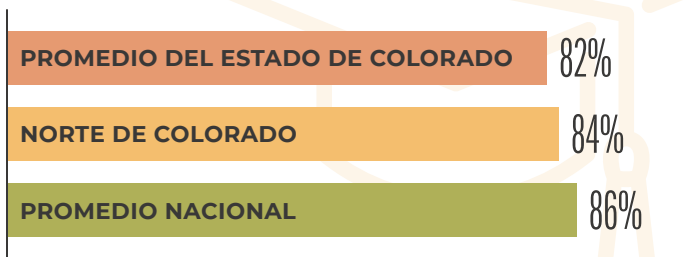 PROMEDIO DEL ESTADO DE COLORADO 82%
NORTE DE COLORADO 84%
PROMEDIO NACIONAL 86%